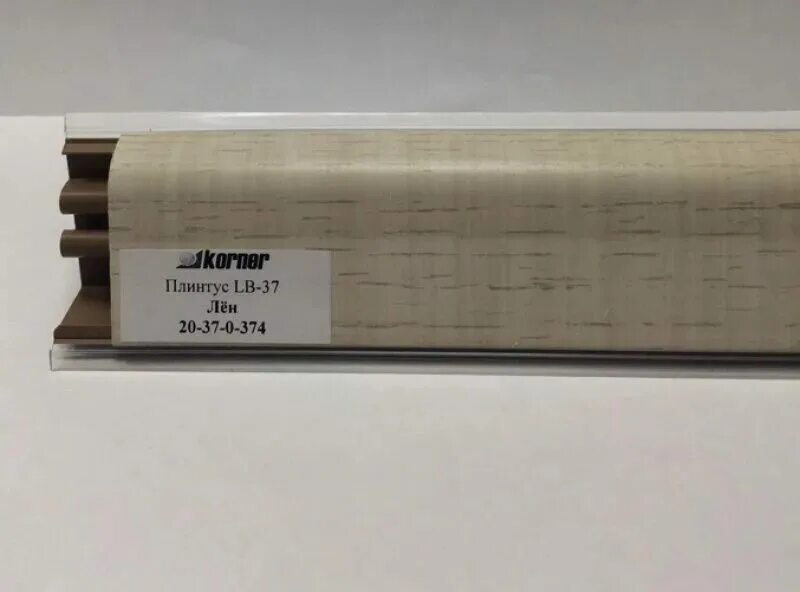 korner
Плинтус LB-37
Лён
20-37-0-374